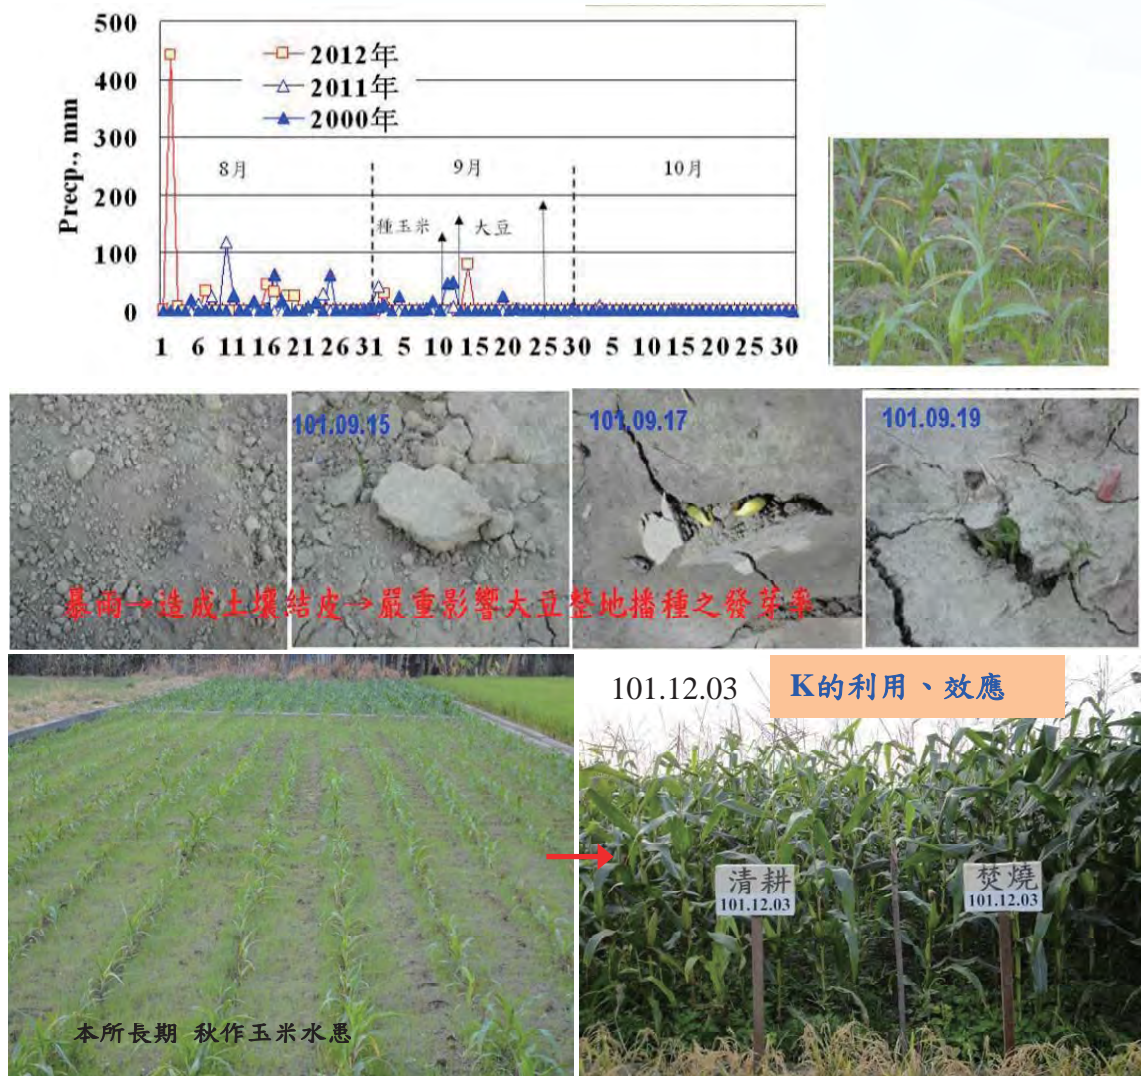 500
400
300
200
100
0
Precp., mm
2012年
2011年
2000年
8月
9月
10月
種玉米
大豆
1 6 11 16 21 26 31 5 10 15 20 25 30 5 10 15 20 25 30
101.09.15
101.09.17
101.09.19
暴雨→造成土壤結皮→嚴重影響大豆整地播種之發芽率
101.12.03
K的利用、效應
清耕
101.12.03
焚燒
101.12.03
本所長期 秋作玉米水患